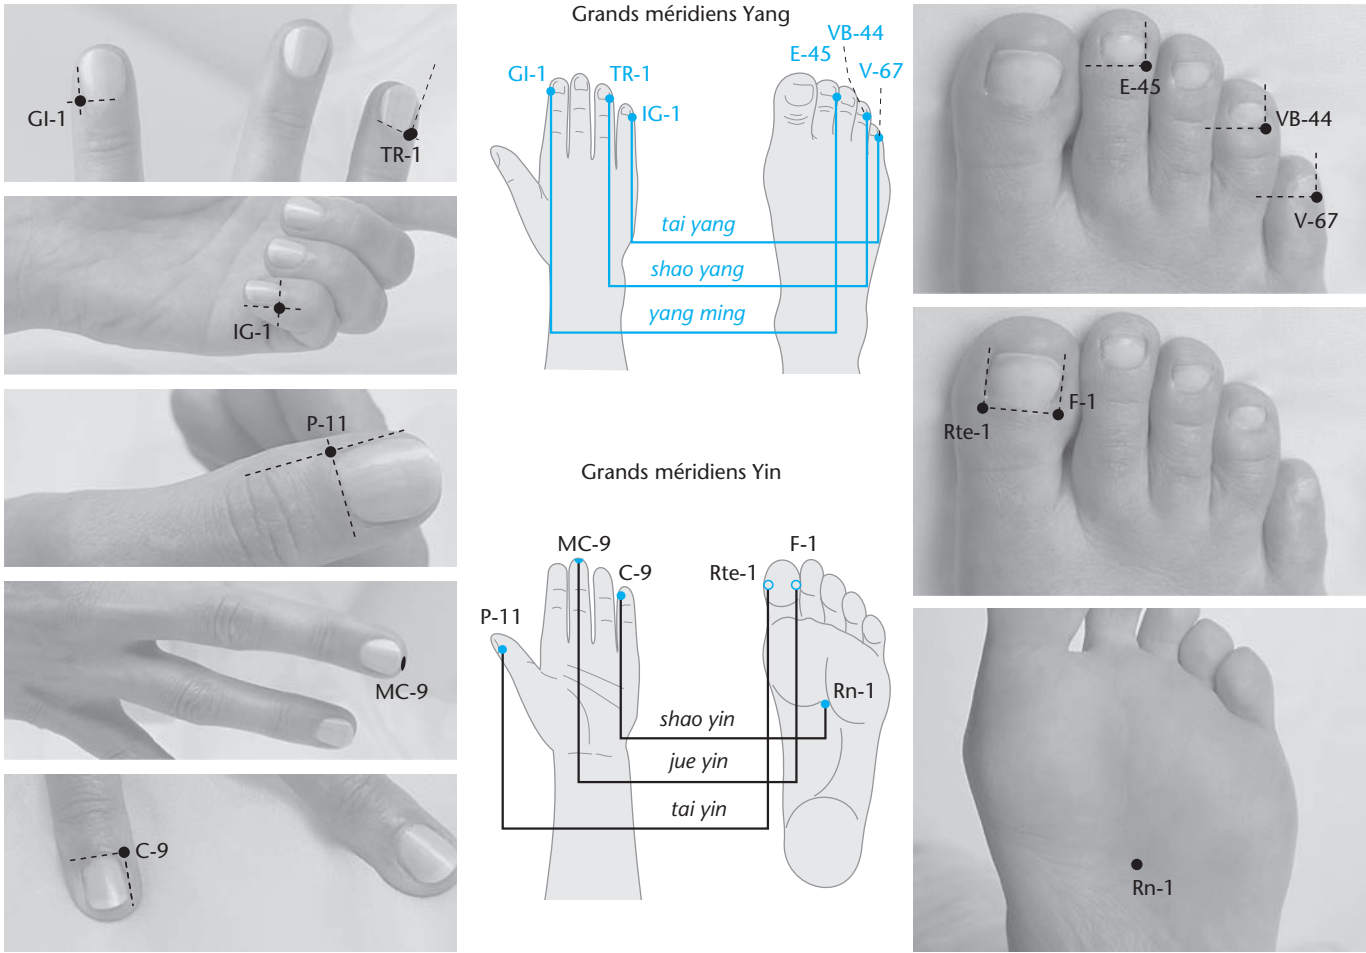 GI-1
TR-1
IG-1
P-11
MC-9
C-9
Grands méridiens Yang
VB-44
E-45
V-67
GI-1
TR-1
IG-1
tai yang
shao yang
yang ming
Grands méridiens Yin
MC-9
F-1
C-9
Rte-1
P-11
Rn-1
shao yin
jue yin
tai yin
E-45
VB-44
V-67
F-1
Rte-1
Rn-1